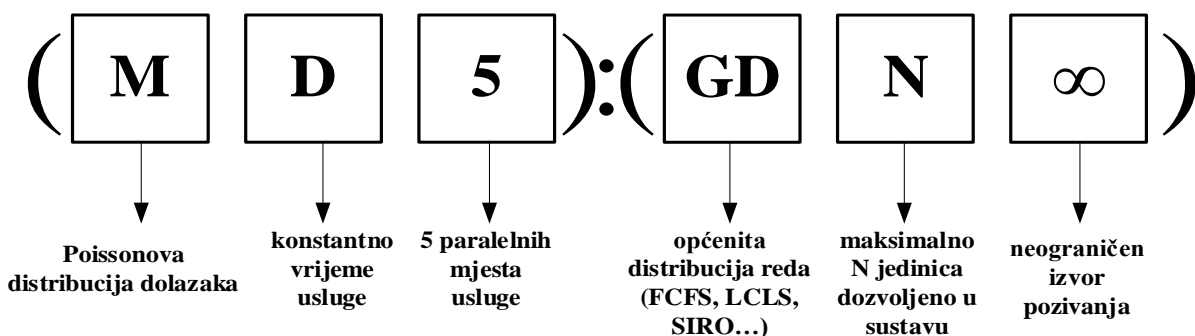 ( M D 5 ):( GD N ∞ )
Poissonova
distribucija dolazaka
konstantno
vrijeme
usluge
5 paralelnih
mjesta
usluge
općenita
distribucija reda
(FCFS, LCLS,
SIRO…)
maksimalno
N jedinica
dozvoljeno u
sustavu
neograničen
izvor
pozivanja